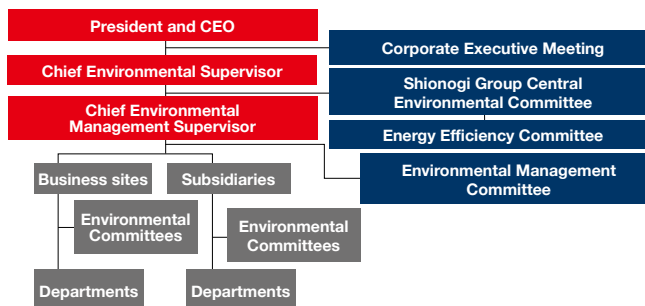 President and CEO
Corporate Executive Meeting
Chief Environmental Supervisor
Shionogi Group Central
Environmental Committee
Chief Environmental
Management Supervisor
Energy Efficiency Committee
Environmental Management
Committee
Business sites
Subsidiaries
Environmental
Committees
Environmental
Committees
Departments
Departments